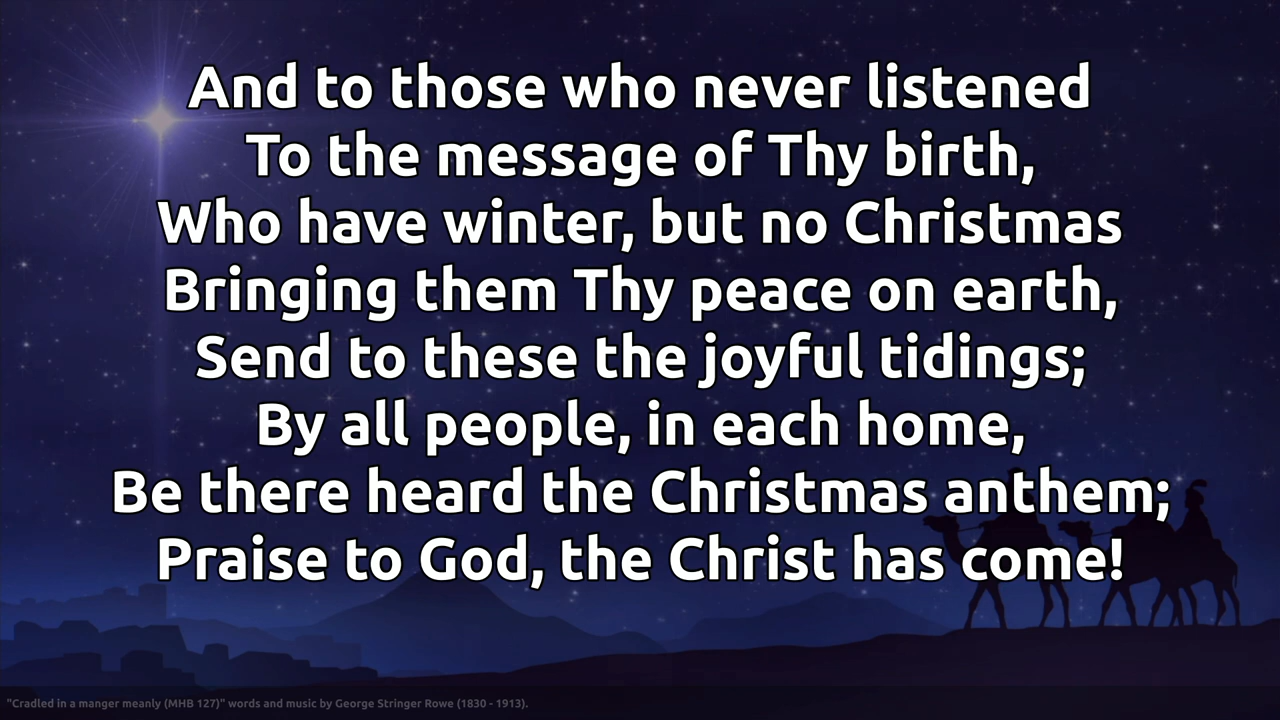 And to those who never listened
To the message of Thy birth,
Who have winter, but no Christmas
Bringing them Thy peace on earth,
Send to these the joyful tidings;
By all people, in each home,
Be there heard the Christmas anthem;
Praise to God, the Christ has come!
"Cradled in a manger meanly (MHB 127)" words and music by George Stringer Rowe (1830 - 1913).